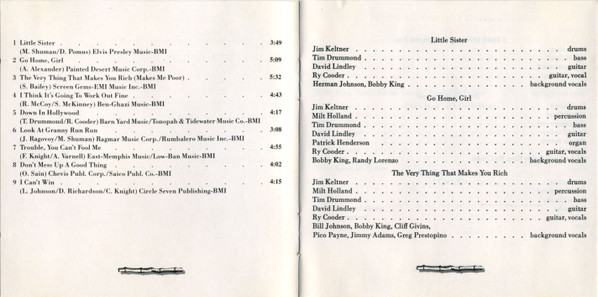 1 Little Sister . . . . . . . . . . . . . . . . 3:49
(M. Shuman/D. Pomus) Elvis Presley Music-BMI
2 Go Home, Girl . . . . . . . . . . . . . . . . 5:09
(A. Alexander) Painted Desert Music Corp.-BMI
3 The Very Thing That Makes You Rich (Makes Me Poor) . . . . . . . . 5:32
(S. Bailey) Screen Gems-EMI Music Inc.-BMI
4 I Think It's Going To Work Out Fine . . . . . . . . . . . 4:43
(R. McCoy/S. McKinney) Ben-Ghazi Music-BMI
5 Down In Hollywood . . . . . . . . . . . . . . . 4:17
(T. Drummond/R. Cooder) Barn Yard Music/Tonopah & Tidewater Music Co.-BMI
6 Look At Granny Run Run . . . . . . . . . . . . . . 3:08
(J. Ragovoy/M. Shuman) Ragmar Music Corp./Rumbalero Music Inc.-BMI
7 Trouble, You Can't Fool Me . . . . . . . . . . . . . 4:55
(F. Knight/A. Varnell) East-Memphis Music/Low-Ban Music-BMI
8 Don't Mess Up A Good Thing . . . . . . . . . . . . . 4:02
(O. Sain) Chevis Publ. Corp./Saico Publ. Co.-BMI
9 I Can't Win . . . . . . . . . . . . . . . . 4:15
(L. Johnson/D. Richardson/C. Knight) Circle Seven Publishing-BMI
Little Sister
Jim Keltner . . . . . . . . . . . . . . . . drums
Tim Drummond . . . . . . . . . . . . . . . . bass
David Lindley . . . . . . . . . . . . . . . . guitar
Ry Cooder . . . . . . . . . . . . . . . . guitar, vocal
Herman Johnson, Bobby King . . . . . . . . . . background vocals
Go Home, Girl
Jim Keltner . . . . . . . . . . . . . . . . drums
Milt Holland . . . . . . . . . . . . . . . . percussion
Tim Drummond . . . . . . . . . . . . . . . . bass
David Lindley . . . . . . . . . . . . . . . . guitar
Patrick Henderson . . . . . . . . . . . . . . . organ
Ry Cooder . . . . . . . . . . . . . . . . guitar, vocals
Bobby King, Randy Lorenzo . . . . . . . . . . background vocals
The Very Thing That Makes You Rich
Jim Keltner . . . . . . . . . . . . . . . . drums
Milt Holland . . . . . . . . . . . . . . . . percussion
Tim Drummond . . . . . . . . . . . . . . . . bass
David Lindley . . . . . . . . . . . . . . . . guitar
Ry Cooder . . . . . . . . . . . . . . . . guitar, vocals
Bill Johnson, Bobby King, Cliff Givins,
Pico Payne, Jimmy Adams, Greg Prestopino . . . . . . background vocals